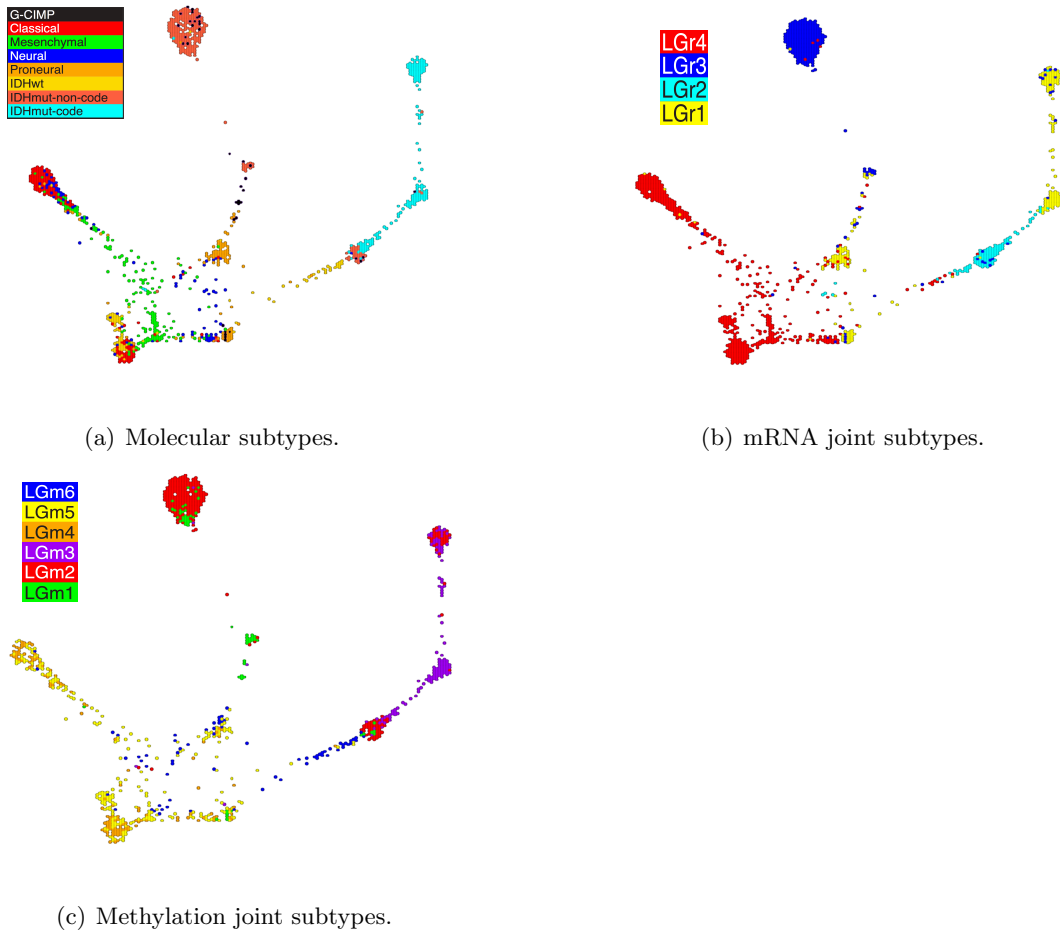 G-CIMP
Classical
Mesenchymal
Neural
Proneural
IDHwt
IDHmut-non-code
IDHmut-code
LGr4
LGr3
LGr2
LGr1
(a) Molecular subtypes.
(b) mRNA joint subtypes.
LGm6
LGm5
LGm4
LGm3
LGm2
LGm1
(c) Methylation joint subtypes.